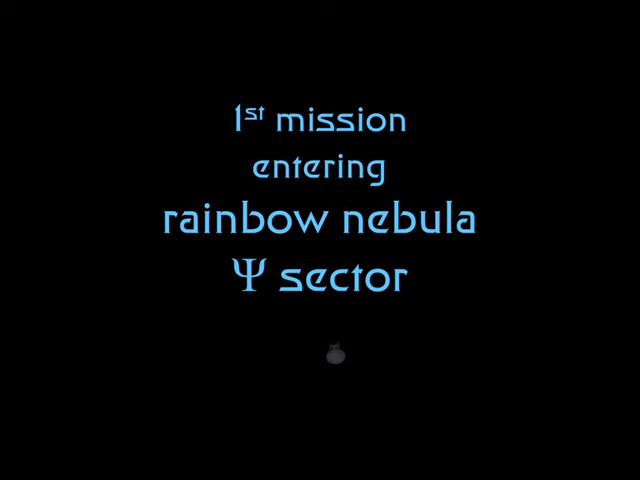 1st mission
entering
rainbow nebula
Ψ sector